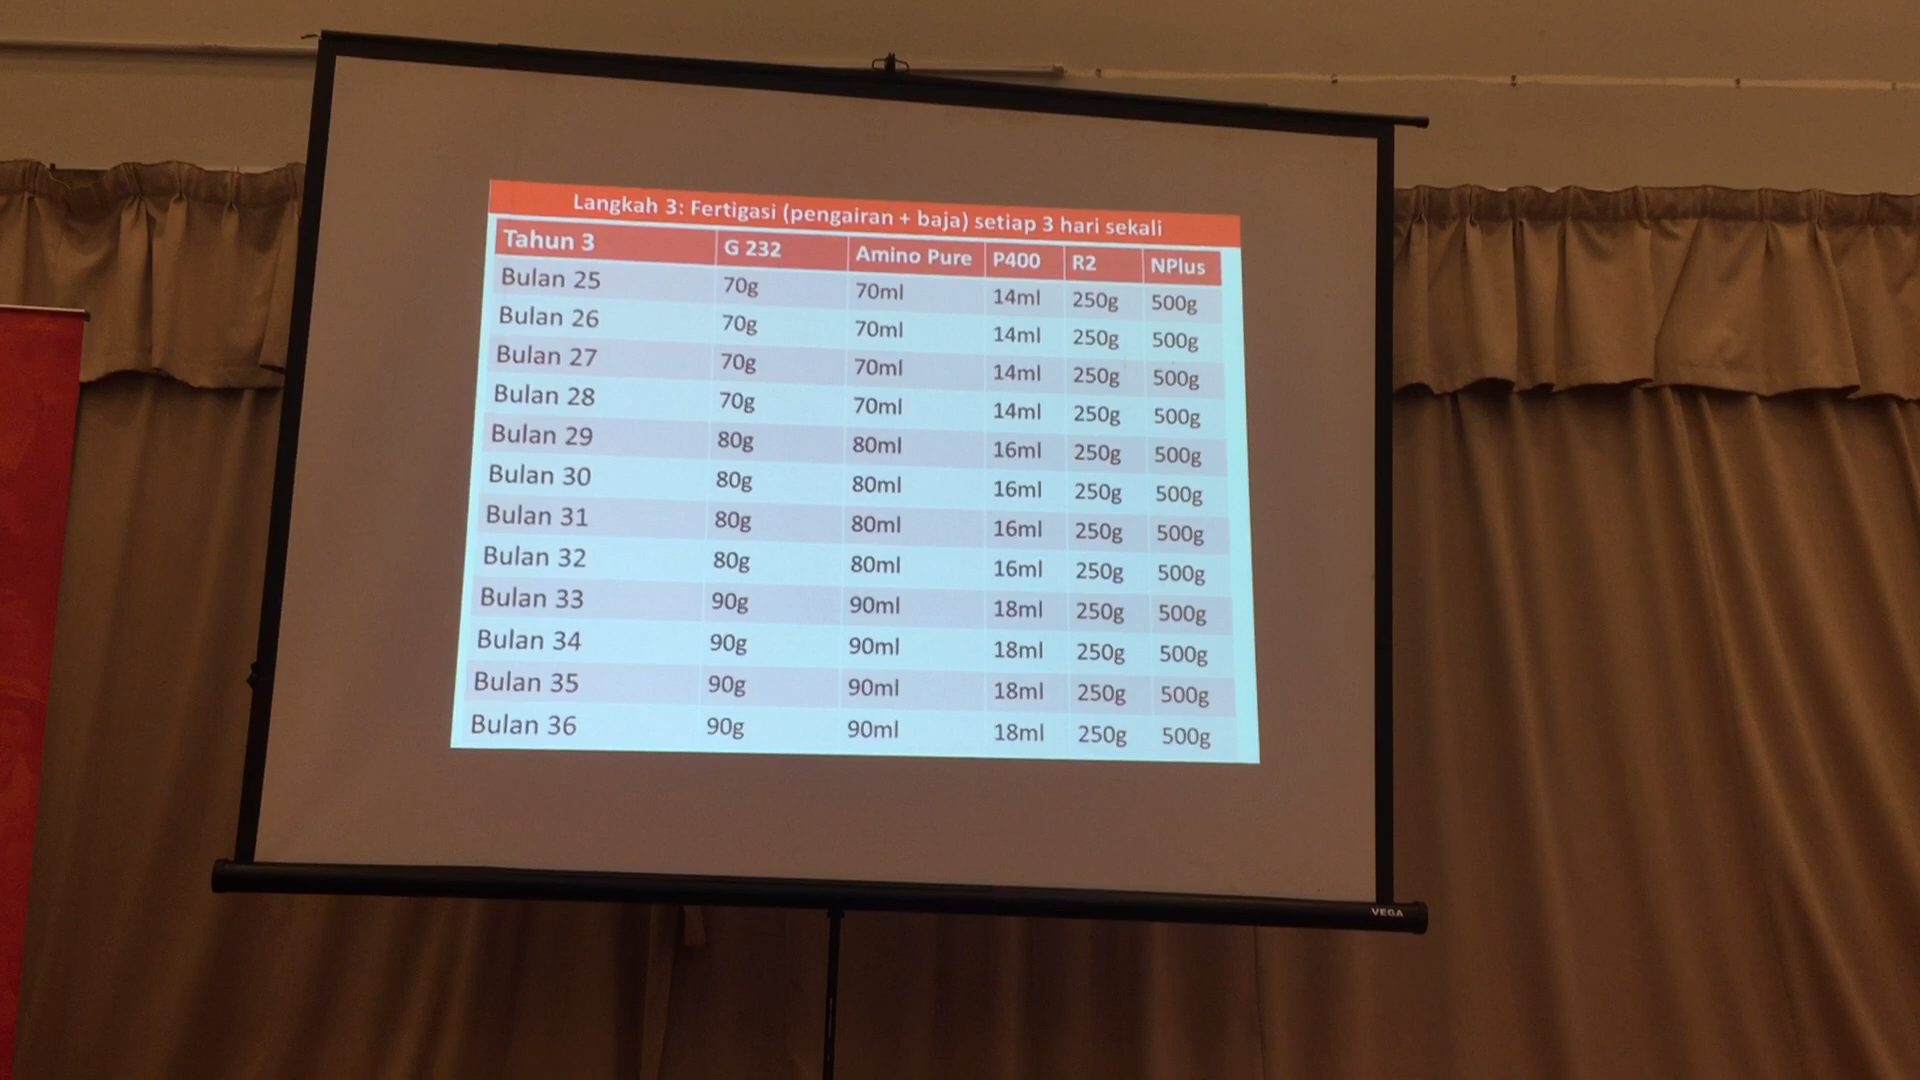 Langkah 3: Fertigasi (pengairan + baja) setiap 3 hari sekali
Tahun 3 G 232 Amino Pure P400 R2 NPlus
Bulan 25 70g 70ml 14ml 250g 500g
Bulan 26 70g 70ml 14ml 250g 500g
Bulan 27 70g 70ml 14ml 250g 500g
Bulan 28 70g 70ml 14ml 250g 500g
Bulan 29 80g 80ml 16ml 250g 500g
Bulan 30 80g 80ml 16ml 250g 500g
Bulan 31 80g 80ml 16ml 250g 500g
Bulan 32 80g 80ml 16ml 250g 500g
Bulan 33 90g 90ml 18ml 250g 500g
Bulan 34 90g 90ml 18ml 250g 500g
Bulan 35 90g 90ml 18ml 250g 500g
Bulan 36 90g 90ml 18ml 250g 500g
VEGA